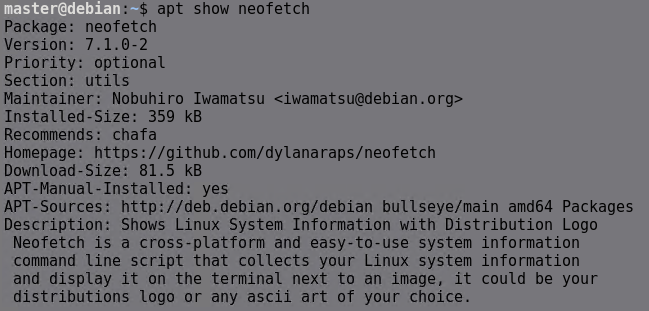 master@debian:~$ apt show neofetch
Package: neofetch
Version: 7.1.0-2
Priority: optional
Section: utils
Maintainer: Nobuhiro Iwamatsu <iwamatsu@debian.org>
Installed-Size: 359 kB
Recommends: chafa
Homepage: https://github.com/dylanaraps/neofetch
Download-Size: 81.5 kB
APT-Manual-Installed: yes
APT-Sources: http://deb.debian.org/debian bullseye/main amd64 Packages
Description: Shows Linux System Information with Distribution Logo
 Neofetch is a cross-platform and easy-to-use system information
 command line script that collects your Linux system information
 and display it on the terminal next to an image, it could be your
 distributions logo or any ascii art of your choice.